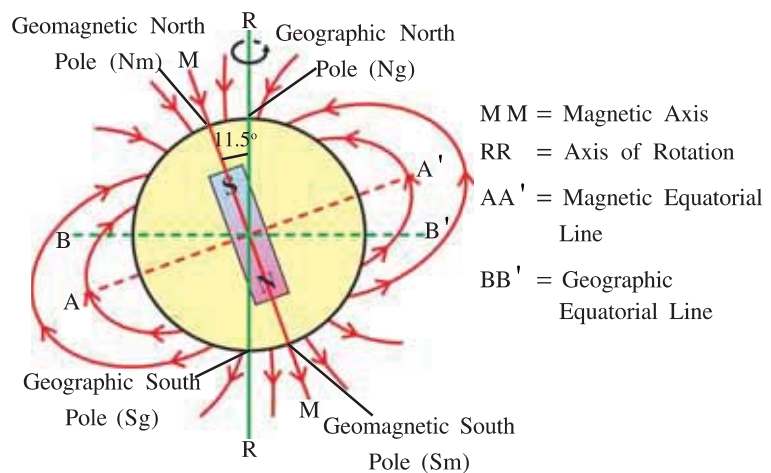 R
Geomagnetic North
Pole (Nm)
M
Geographic North
Pole (Ng)
11.5°
S
N
A'
B
B'
A
M M = Magnetic Axis
RR = Axis of Rotation
AA' = Magnetic Equatorial
Line
BB' = Geographic
Equatorial Line
Geographic South
Pole (Sg)
M
Geomagnetic South
Pole (Sm)
R